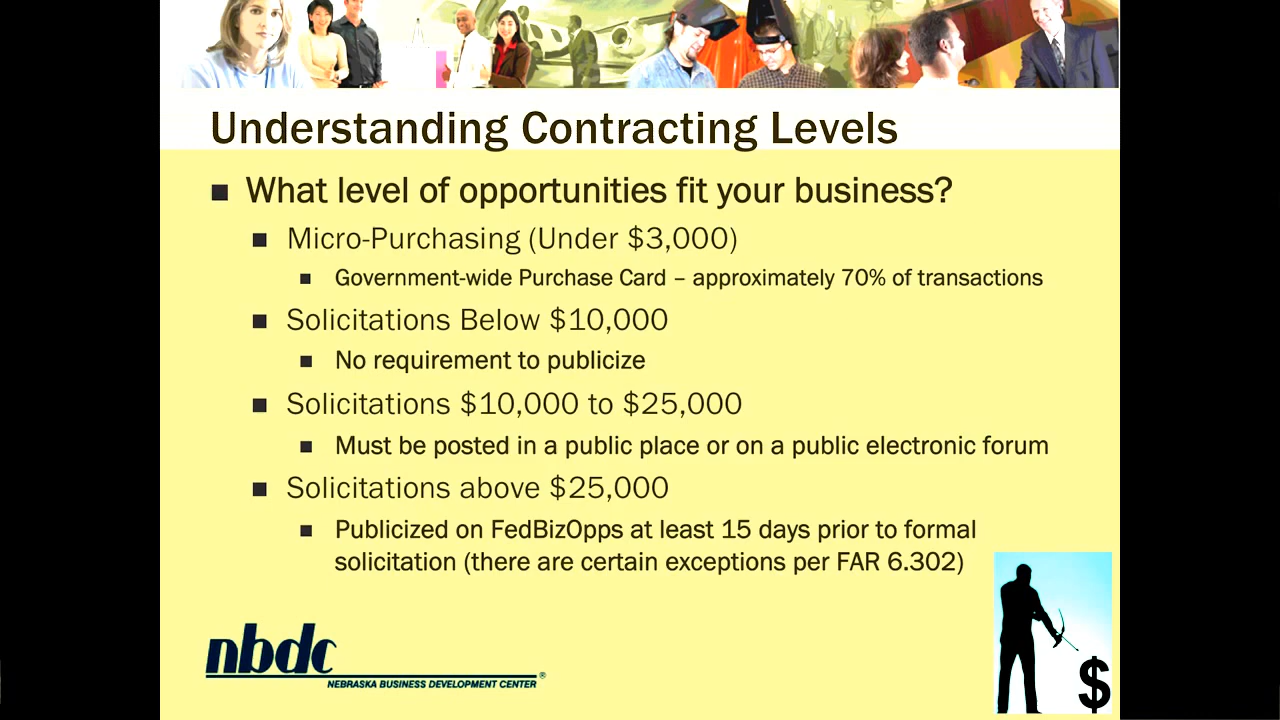 Understanding Contracting Levels
■ What level of opportunities fit your business?
■ Micro-Purchasing (Under $3,000)
■ Government-wide Purchase Card – approximately 70% of transactions
■ Solicitations Below $10,000
■ No requirement to publicize
■ Solicitations $10,000 to $25,000
■ Must be posted in a public place or on a public electronic forum
■ Solicitations above $25,000
■ Publicized on FedBizOpps at least 15 days prior to formal
solicitation (there are certain exceptions per FAR 6.302)
nbdc
NEBRASKA BUSINESS DEVELOPMENT CENTER ®
$